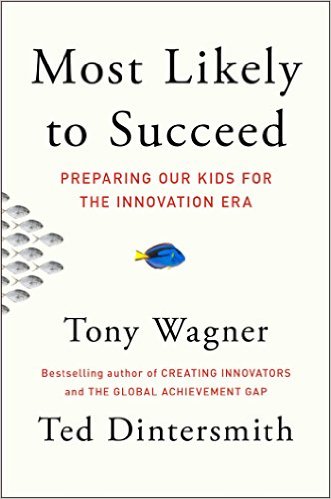 Most Likely
to Succeed
PREPARING OUR KIDS FOR
THE INNOVATION ERA
Tony Wagner
Bestselling author of CREATING INNOVATORS
and THE GLOBAL ACHIEVEMENT GAP
Ted Dintersmith